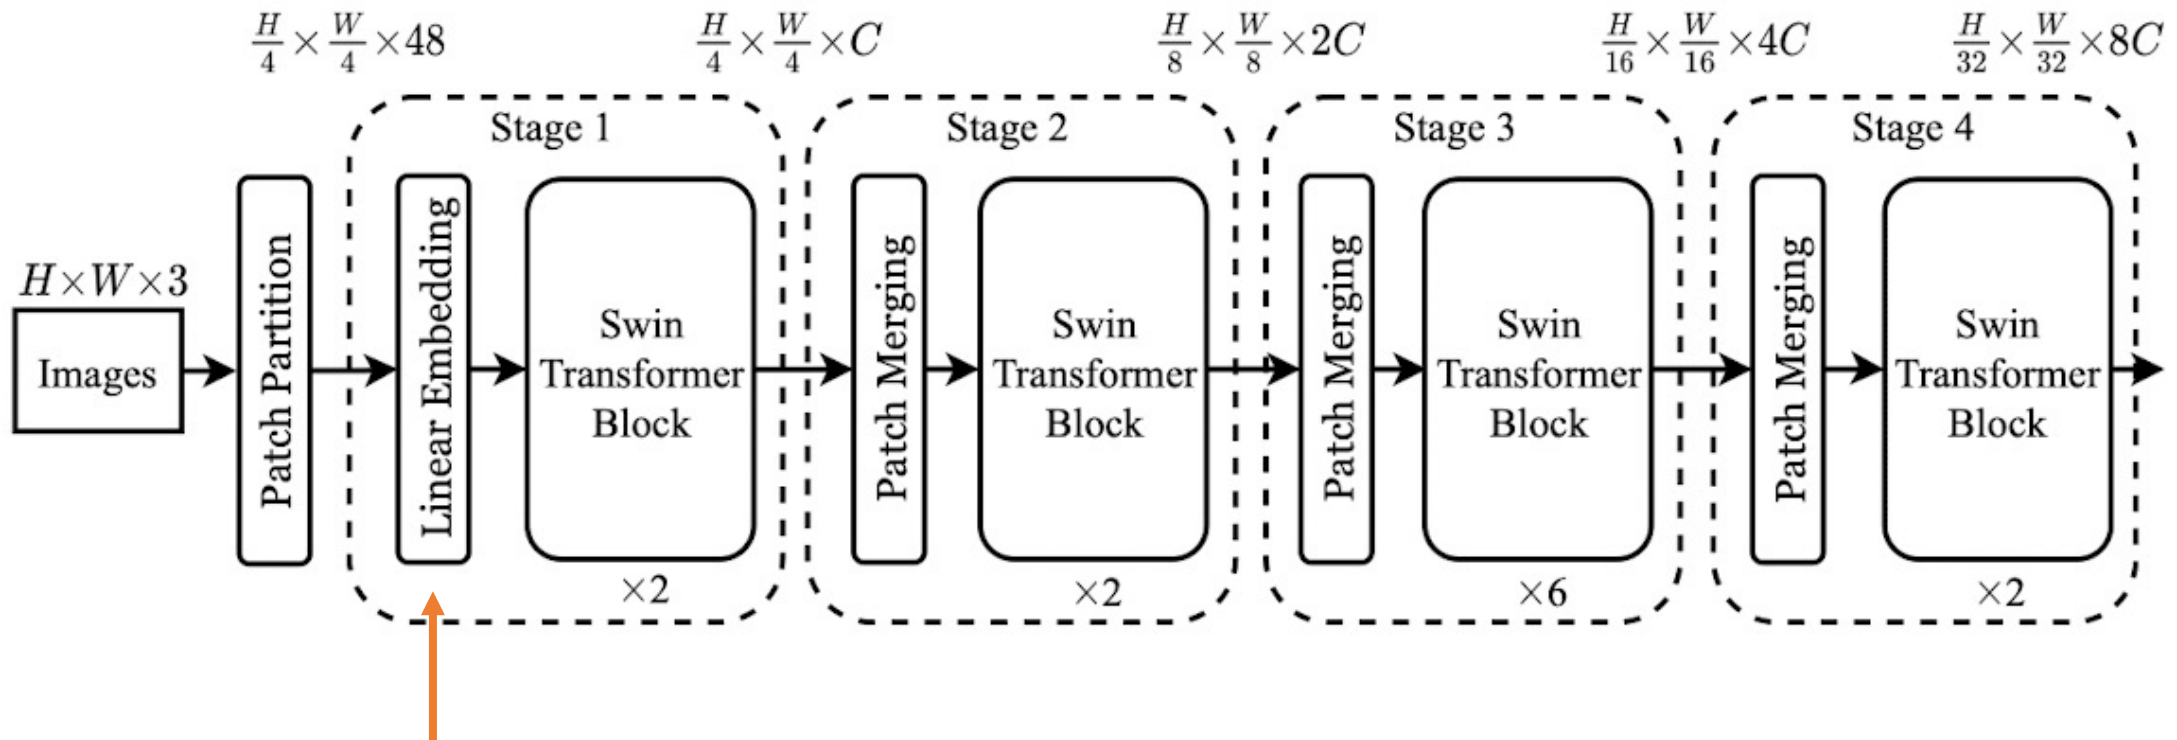 H/4 × W/4 × 48
H/4 × W/4 × C
H/8 × W/8 × 2C
H/16 × W/16 × 4C
H/32 × W/32 × 8C
Stage 1
Stage 2
Stage 3
Stage 4
H×W×3
Images
Patch Partition
Linear Embedding
Swin
Transformer
Block
×2
Patch Merging
Swin
Transformer
Block
×2
Patch Merging
Swin
Transformer
Block
×6
Patch Merging
Swin
Transformer
Block
×2